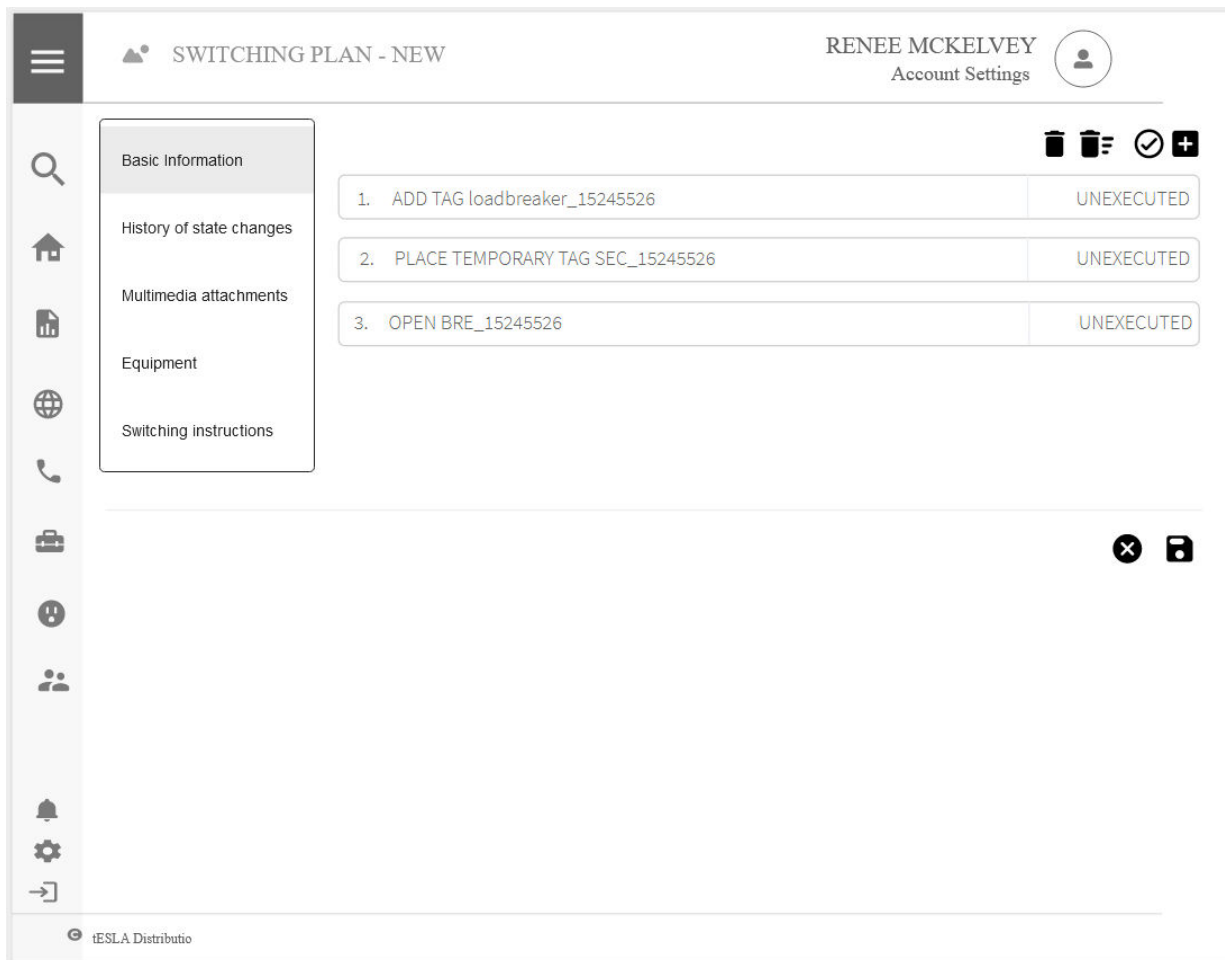 SWITCHING PLAN - NEW
RENEE MCKELVEY
Account Settings
Basic Information
History of state changes
Multimedia attachments
Equipment
Switching instructions
1. ADD TAG loadbreaker_15245526 UNEXECUTED
2. PLACE TEMPORARY TAG SEC_15245526 UNEXECUTED
3. OPEN BRE_15245526 UNEXECUTED
© tESLA Distributio